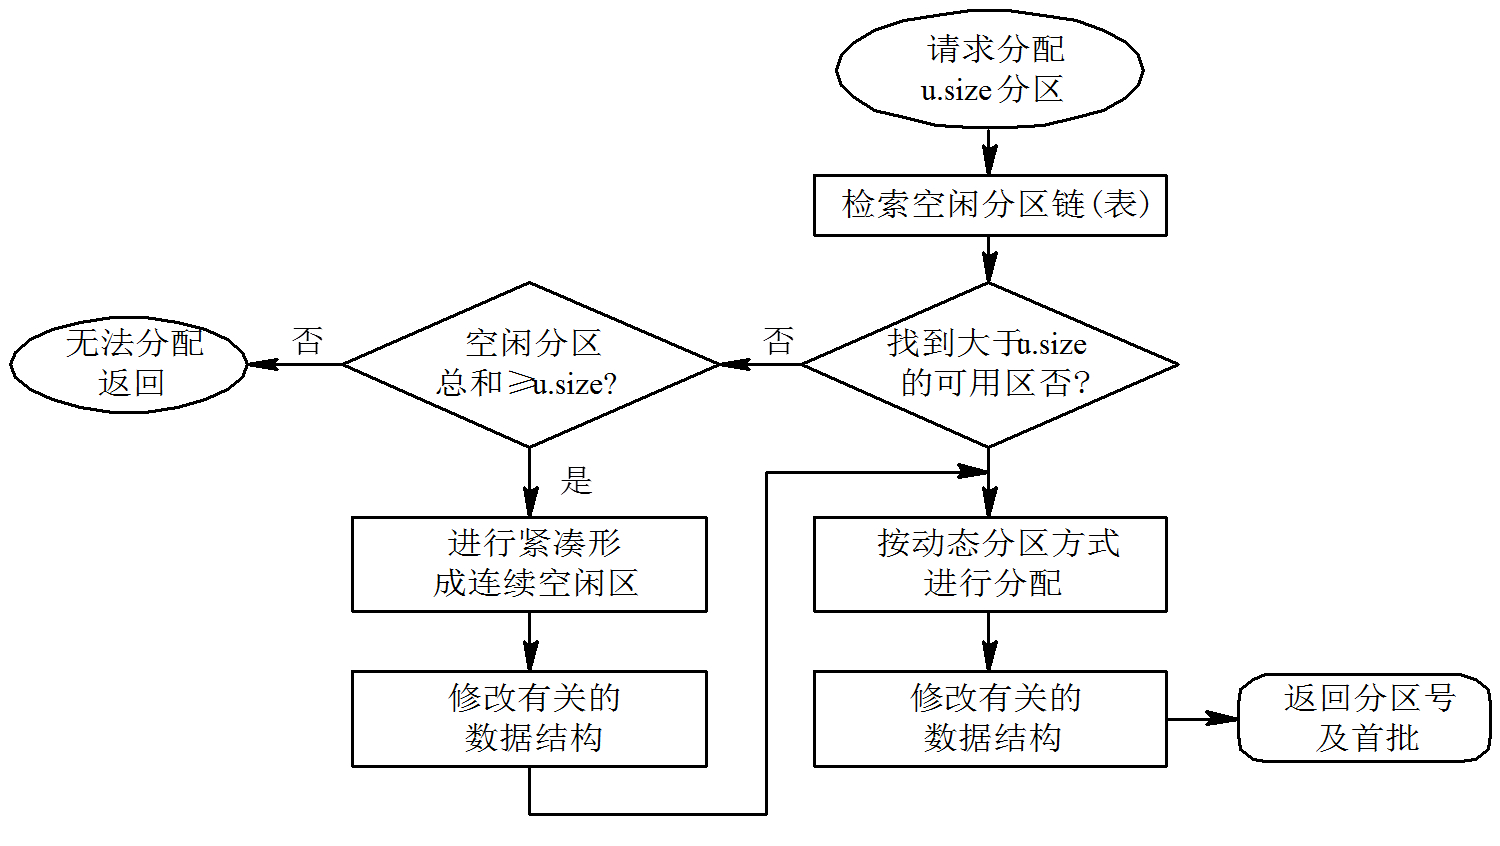 请求分配
u.size 分区
检索空闲分区链(表)
找到大于u.size
的可用区否?
否
空闲分区
总和≥u.size?
否
无法分配
返回
是
进行紧凑形
成连续空闲区
按动态分区方式
进行分配
修改有关的
数据结构
修改有关的
数据结构
返回分区号
及首批